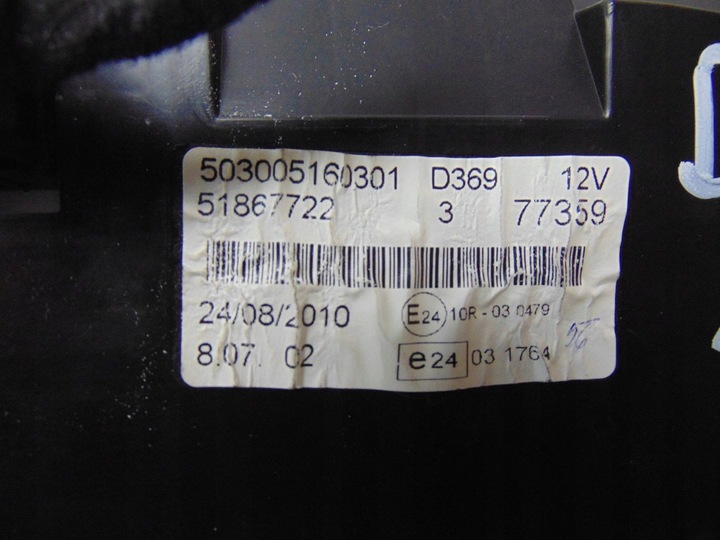 503005160301 D369 12V
51867722 3 77359
24/08/2010 E24 10R-03 0479
8.07. 02 e24 03 1764
56